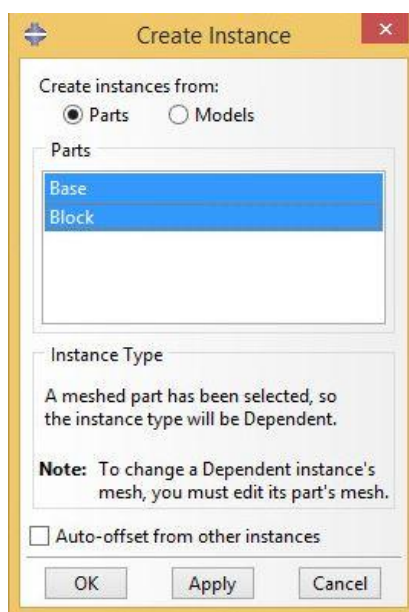 Create Instance
Create instances from:
Parts Models
Parts
Base
Block
Instance Type
A meshed part has been selected, so
the instance type will be Dependent.
Note: To change a Dependent instance's
mesh, you must edit its part's mesh.
Auto-offset from other instances
OK Apply Cancel